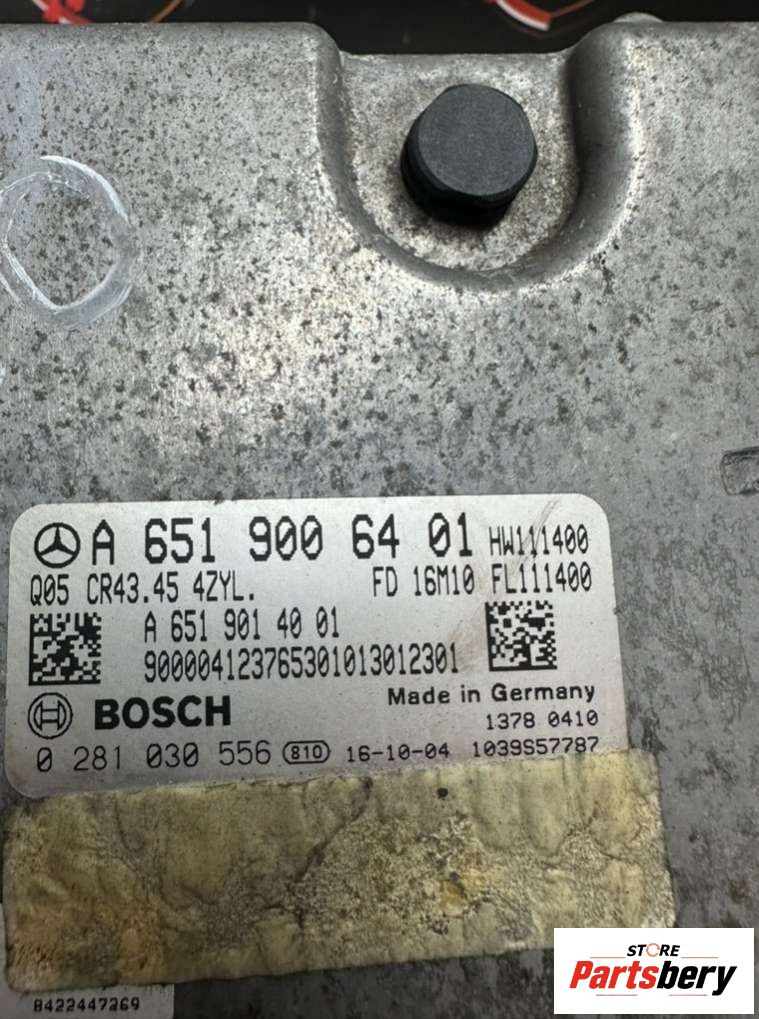 A 651 900 64 01 HW111400
Q05 CR43.45 4ZYL. FD 16M10 FL111400
A 651 901 40 01
900004123765301013012301
BOSCH Made in Germany
1378 0410
0 281 030 556 810 16-10-04 1039S57787
8422447269
STORE
Partsbery